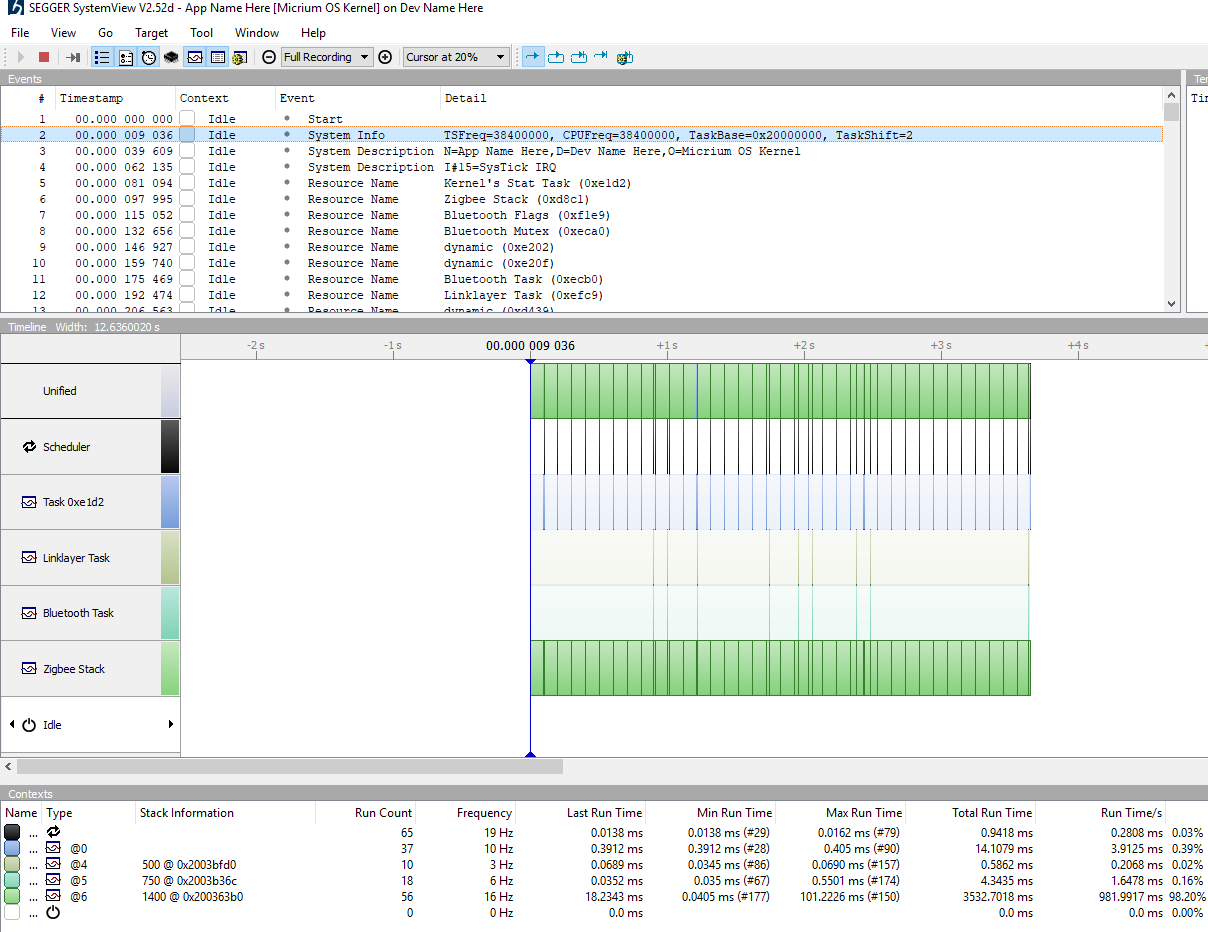 SEGGER SystemView V2.52d - App Name Here [Micrium OS Kernel] on Dev Name Here
File View Go Target Tool Window Help
Full Recording Cursor at 20%
Events
# Timestamp Context Event Detail
1 00.000 000 000 Idle Start
2 00.000 009 036 Idle System Info TSFreq=38400000, CPUFreq=38400000, TaskBase=0x20000000, TaskShift=2
3 00.000 039 609 Idle System Description N=App Name Here,D=Dev Name Here,O=Micrium OS Kernel
4 00.000 062 135 Idle System Description I#15=SysTick IRQ
5 00.000 081 094 Idle Resource Name Kernel's Stat Task (0xe1d2)
6 00.000 097 995 Idle Resource Name Zigbee Stack (0xd8c1)
7 00.000 115 052 Idle Resource Name Bluetooth Flags (0xf1e9)
8 00.000 132 656 Idle Resource Name Bluetooth Mutex (0xeca0)
9 00.000 146 927 Idle Resource Name dynamic (0xe202)
10 00.000 159 740 Idle Resource Name dynamic (0xe20f)
11 00.000 175 469 Idle Resource Name Bluetooth Task (0xecb0)
12 00.000 192 474 Idle Resource Name Linklayer Task (0xefc9)
13 00.000 206 563 Idle Resource Name dynamic (0xd439)
Timeline Width: 12.6360020 s
-2 s -1 s 00.000 009 036 +1 s +2 s +3 s +4 s
Unified
Scheduler
Task 0xe1d2
Linklayer Task
Bluetooth Task
Zigbee Stack
Idle
Contexts
Name Type Stack Information Run Count Frequency Last Run Time Min Run Time Max Run Time Total Run Time Run Time/s
... 65 19 Hz 0.0138 ms 0.0138 ms (#29) 0.0162 ms (#79) 0.9418 ms 0.2808 ms 0.03%
... @0 37 10 Hz 0.3912 ms 0.3912 ms (#28) 0.405 ms (#90) 14.1079 ms 3.9125 ms 0.39%
... @4 500 @ 0x2003bfd0 10 3 Hz 0.0689 ms 0.0345 ms (#86) 0.0690 ms (#157) 0.5862 ms 0.2068 ms 0.02%
... @5 750 @ 0x2003b36c 18 6 Hz 0.0352 ms 0.035 ms (#67) 0.5501 ms (#174) 4.3435 ms 1.6478 ms 0.16%
... @6 1400 @ 0x200363b0 56 16 Hz 18.2343 ms 0.0405 ms (#177) 101.2226 ms (#150) 3532.7018 ms 981.9917 ms 98.20%
... 0 0 Hz 0.0 ms 0.0 ms 0.0 ms 0.00%